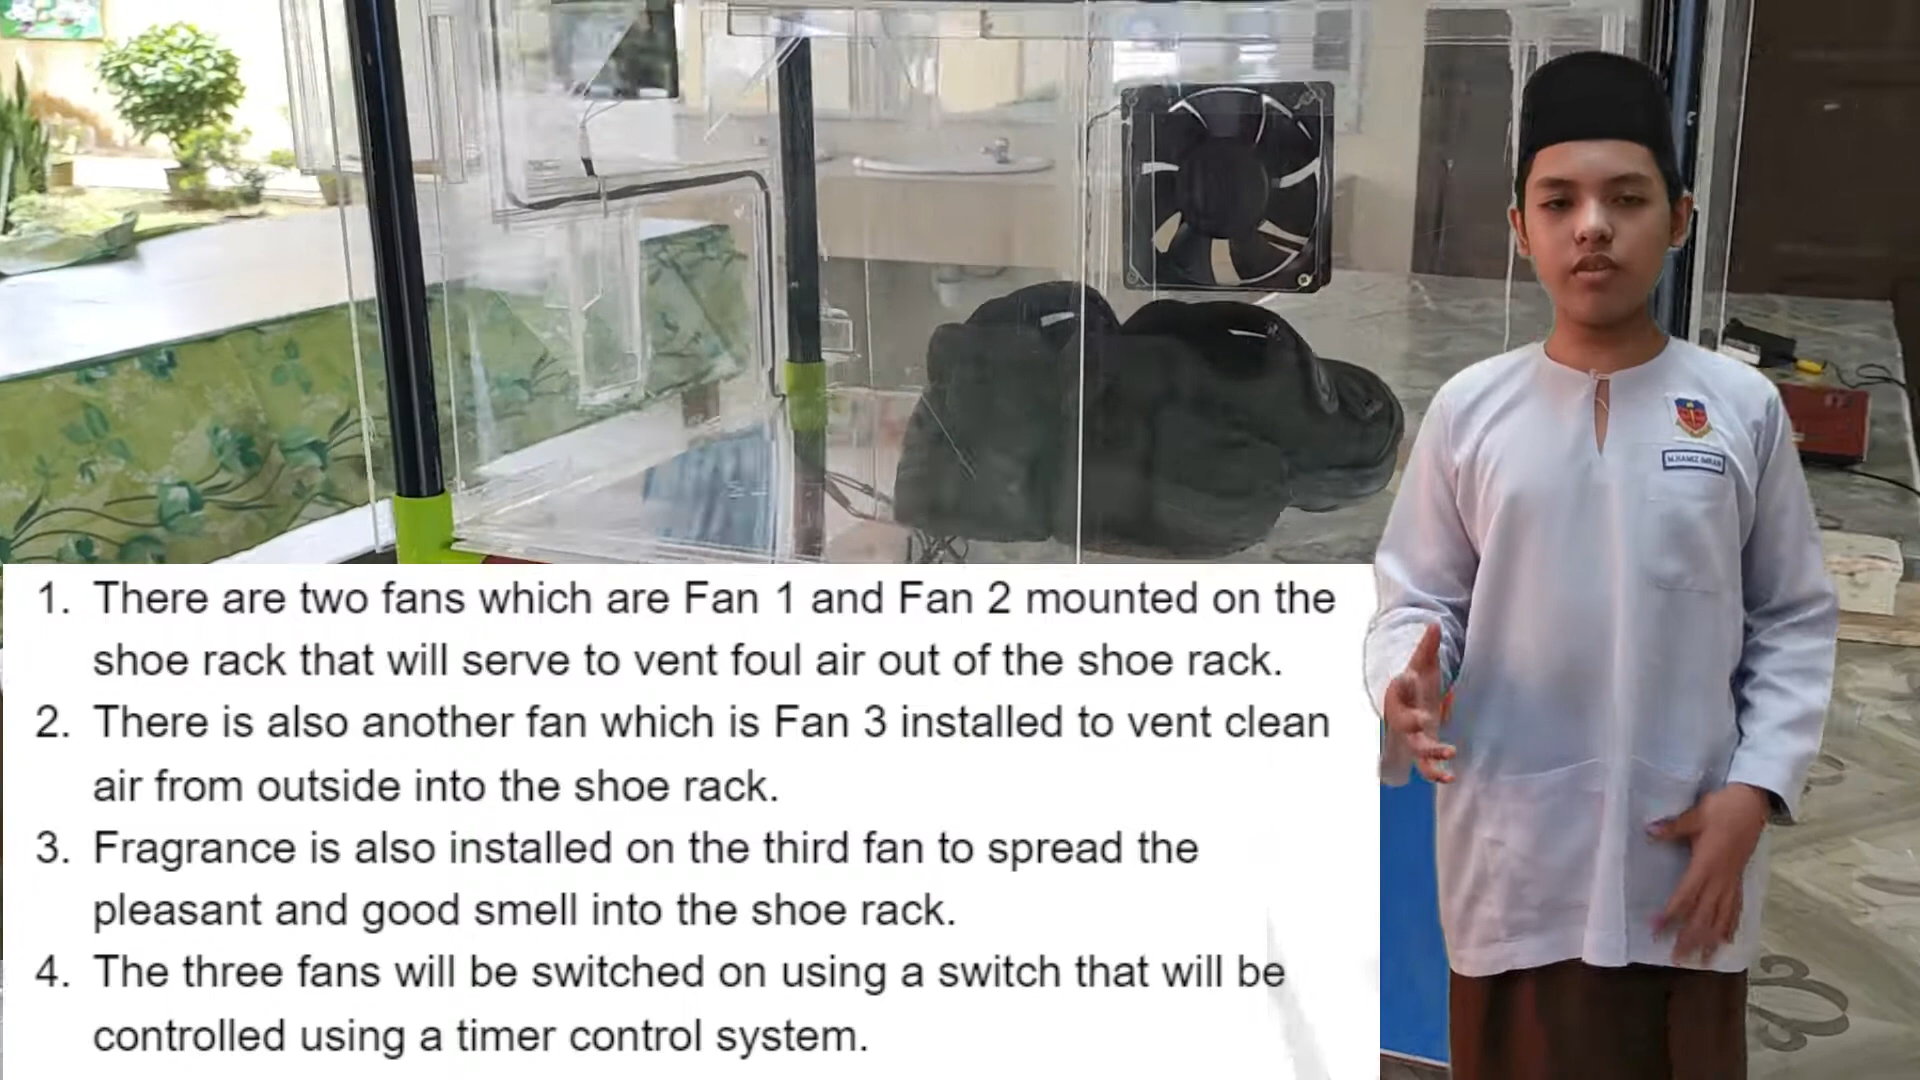 M.HAMIZ IMRAN
1. There are two fans which are Fan 1 and Fan 2 mounted on the
shoe rack that will serve to vent foul air out of the shoe rack.
2. There is also another fan which is Fan 3 installed to vent clean
air from outside into the shoe rack.
3. Fragrance is also installed on the third fan to spread the
pleasant and good smell into the shoe rack.
4. The three fans will be switched on using a switch that will be
controlled using a timer control system.